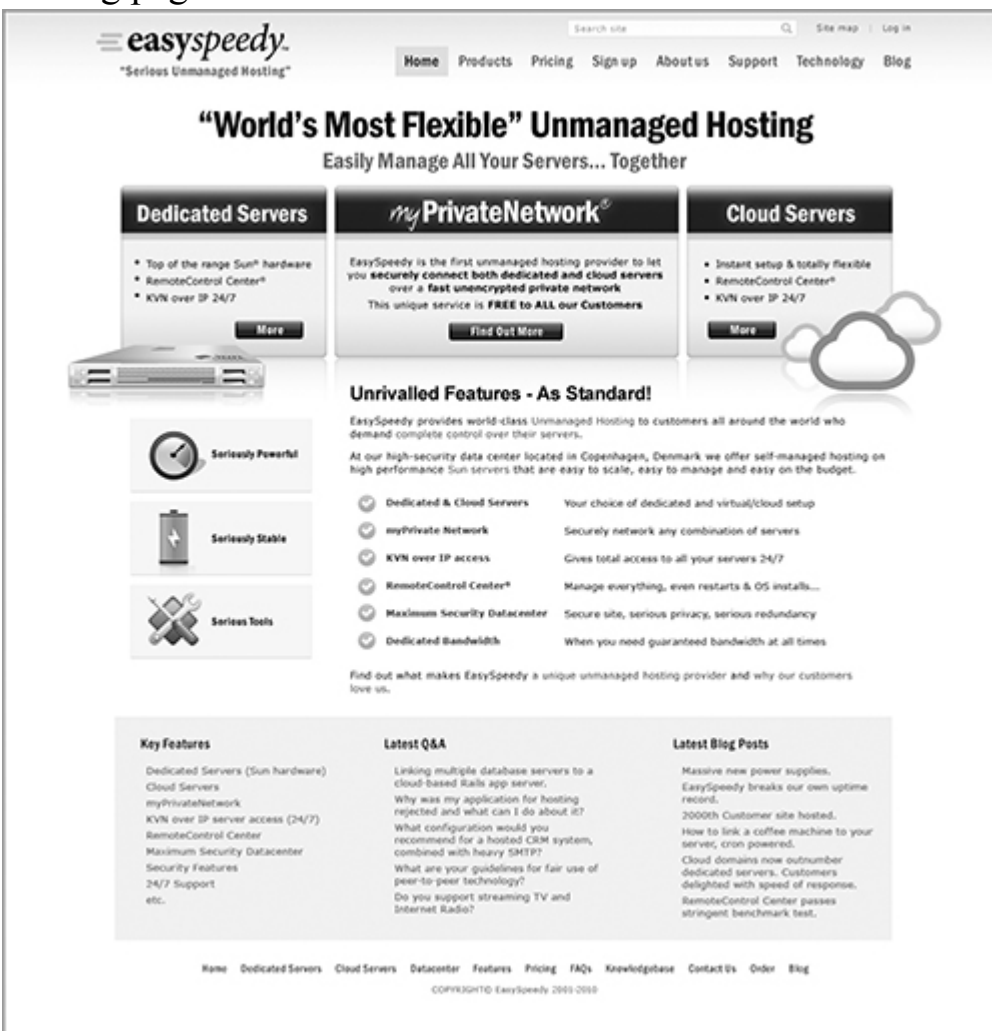 easyspeedy.
"Serious Unmanaged Hosting"
Search site
Site map | Log in
Home Products Pricing Sign up About us Support Technology Blog
"World's Most Flexible" Unmanaged Hosting
Easily Manage All Your Servers... Together
Dedicated Servers
• Top of the range Sun® hardware
• RemoteControl Center®
• KVN over IP 24/7
More
myPrivateNetwork®
EasySpeedy is the first unmanaged hosting provider to let
you securely connect both dedicated and cloud servers
over a fast unencrypted private network
This unique service is FREE to ALL our Customers
Find Out More
Cloud Servers
• Instant setup & totally flexible
• RemoteControl Center®
• KVN over IP 24/7
More
Seriously Powerful
Seriously Stable
Serious Tools
Unrivalled Features - As Standard!
EasySpeedy provides world-class Unmanaged Hosting to customers all around the world who
demand complete control over their servers.
At our high-security data center located in Copenhagen, Denmark we offer self-managed hosting on
high performance Sun servers that are easy to scale, easy to manage and easy on the budget.
Dedicated & Cloud Servers Your choice of dedicated and virtual/cloud setup
myPrivate Network Securely network any combination of servers
KVN over IP access Gives total access to all your servers 24/7
RemoteControl Center® Manage everything, even restarts & OS installs...
Maximum Security Datacenter Secure site, serious privacy, serious redundancy
Dedicated Bandwidth When you need guaranteed bandwidth at all times
Find out what makes EasySpeedy a unique unmanaged hosting provider and why our customers
love us.
Key Features
Dedicated Servers (Sun hardware)
Cloud Servers
myPrivateNetwork
KVN over IP server access (24/7)
RemoteControl Center
Maximum Security Datacenter
Security Features
24/7 Support
etc.
Latest Q&A
Linking multiple database servers to a
cloud-based Rails app server.
Why was my application for hosting
rejected and what can I do about it?
What configuration would you
recommend for a hosted CRM system,
combined with heavy SMTP?
What are your guidelines for fair use of
peer-to-peer technology?
Do you support streaming TV and
Internet Radio?
Latest Blog Posts
Massive new power supplies.
EasySpeedy breaks our own uptime
record.
2000th Customer site hosted.
How to link a coffee machine to your
server, cron powered.
Cloud domains now outnumber
dedicated servers. Customers
delighted with speed of response.
RemoteControl Center passes
stringent benchmark test.
Home Dedicated Servers Cloud Servers Datacenter Features Pricing FAQs Knowledgebase Contact Us Order Blog
COPYRIGHT© EasySpeedy 2001-2010